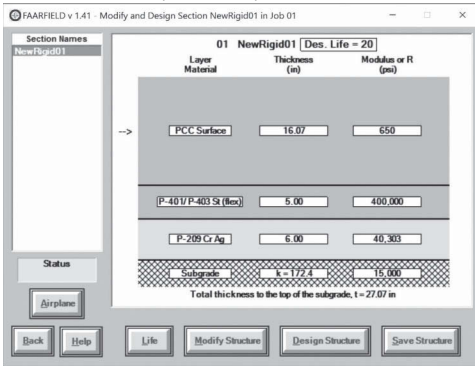 FAARFIELD v 1.41 - Modify and Design Section NewRigid01 in Job 01
Section Names
NewRigid01
01 NewRigid01 Des. Life = 20
Layer Material Thickness (in) Modulus or R (psi)
--> PCC Surface 16.07 650
P-401/ P-403 St (flex) 5.00 400,000
P-209 Cr Ag 6.00 40,303
Subgrade k = 172.4 15,000
Total thickness to the top of the subgrade, t = 27.07 in
Status
Airplane
Back Help Life Modify Structure Design Structure Save Structure